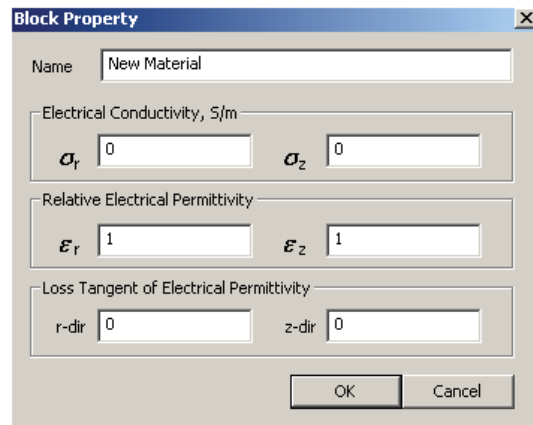 Block Property
Name New Material
Electrical Conductivity, S/m
σr 0 σz 0
Relative Electrical Permittivity
εr 1 εz 1
Loss Tangent of Electrical Permittivity
r-dir 0 z-dir 0
OK Cancel